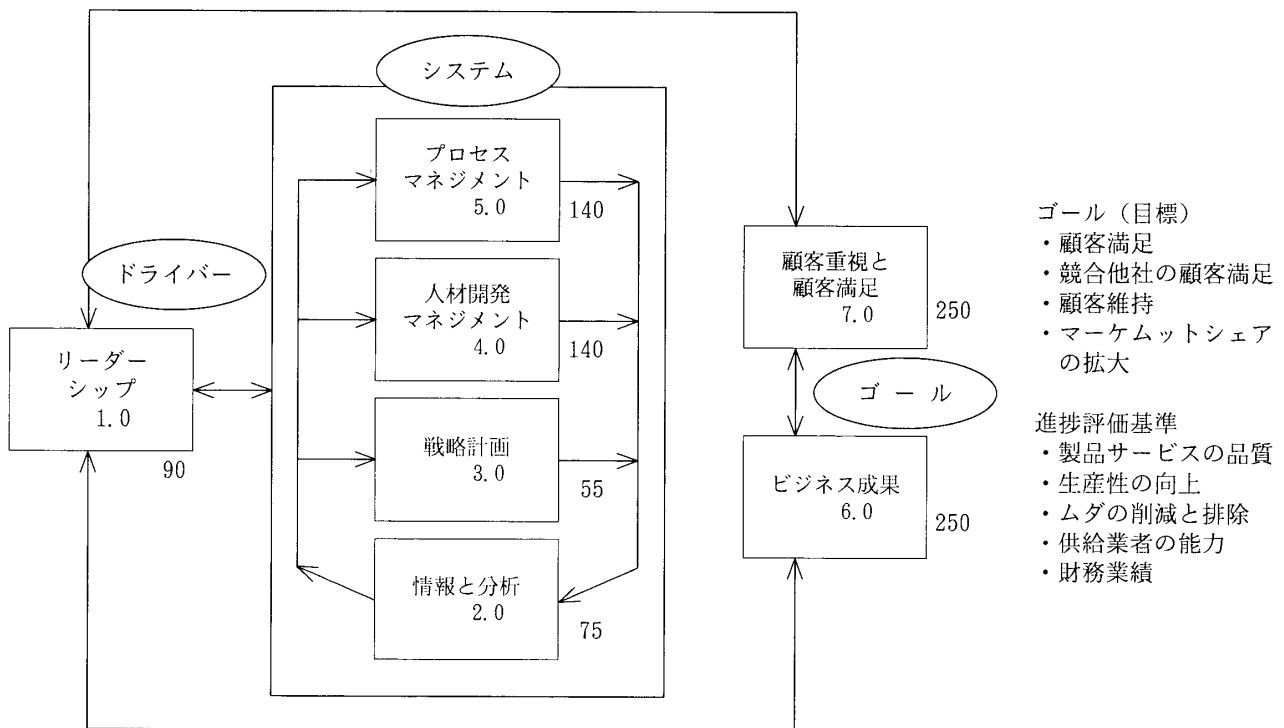 システム
プロセス
マネジメント
5.0
140
ドライバー
人材開発
マネジメント
4.0
140
リーダー
シップ
1.0
90
戦略計画
3.0
55
情報と分析
2.0
75
顧客重視と
顧客満足
7.0
250
ゴール
ビジネス成果
6.0
250
ゴール（目標）
・顧客満足
・競合他社の顧客満足
・顧客維持
・マーケムットシェア
の拡大
進捗評価基準
・製品サービスの品質
・生産性の向上
・ムダの削減と排除
・供給業者の能力
・財務業績